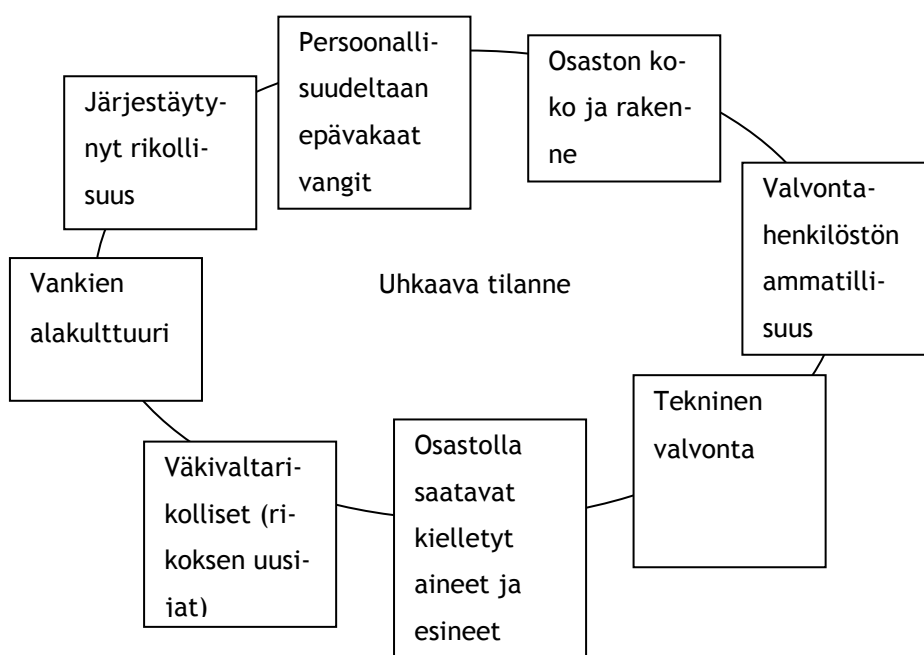 Persoonalli-
suudeltaan
epävakaat
vangit
Osaston ko-
ko ja raken-
ne
Järjestäyty-
nyt rikolli-
suus
Valvonta-
henkilöstön
ammatilli-
suus
Vankien
alakulttuuri
Uhkaava tilanne
Tekninen
valvonta
Osastolla
saatavat
kielletyt
aineet ja
esineet
Väkivaltari-
kolliset (ri-
koksen uusi-
jat)